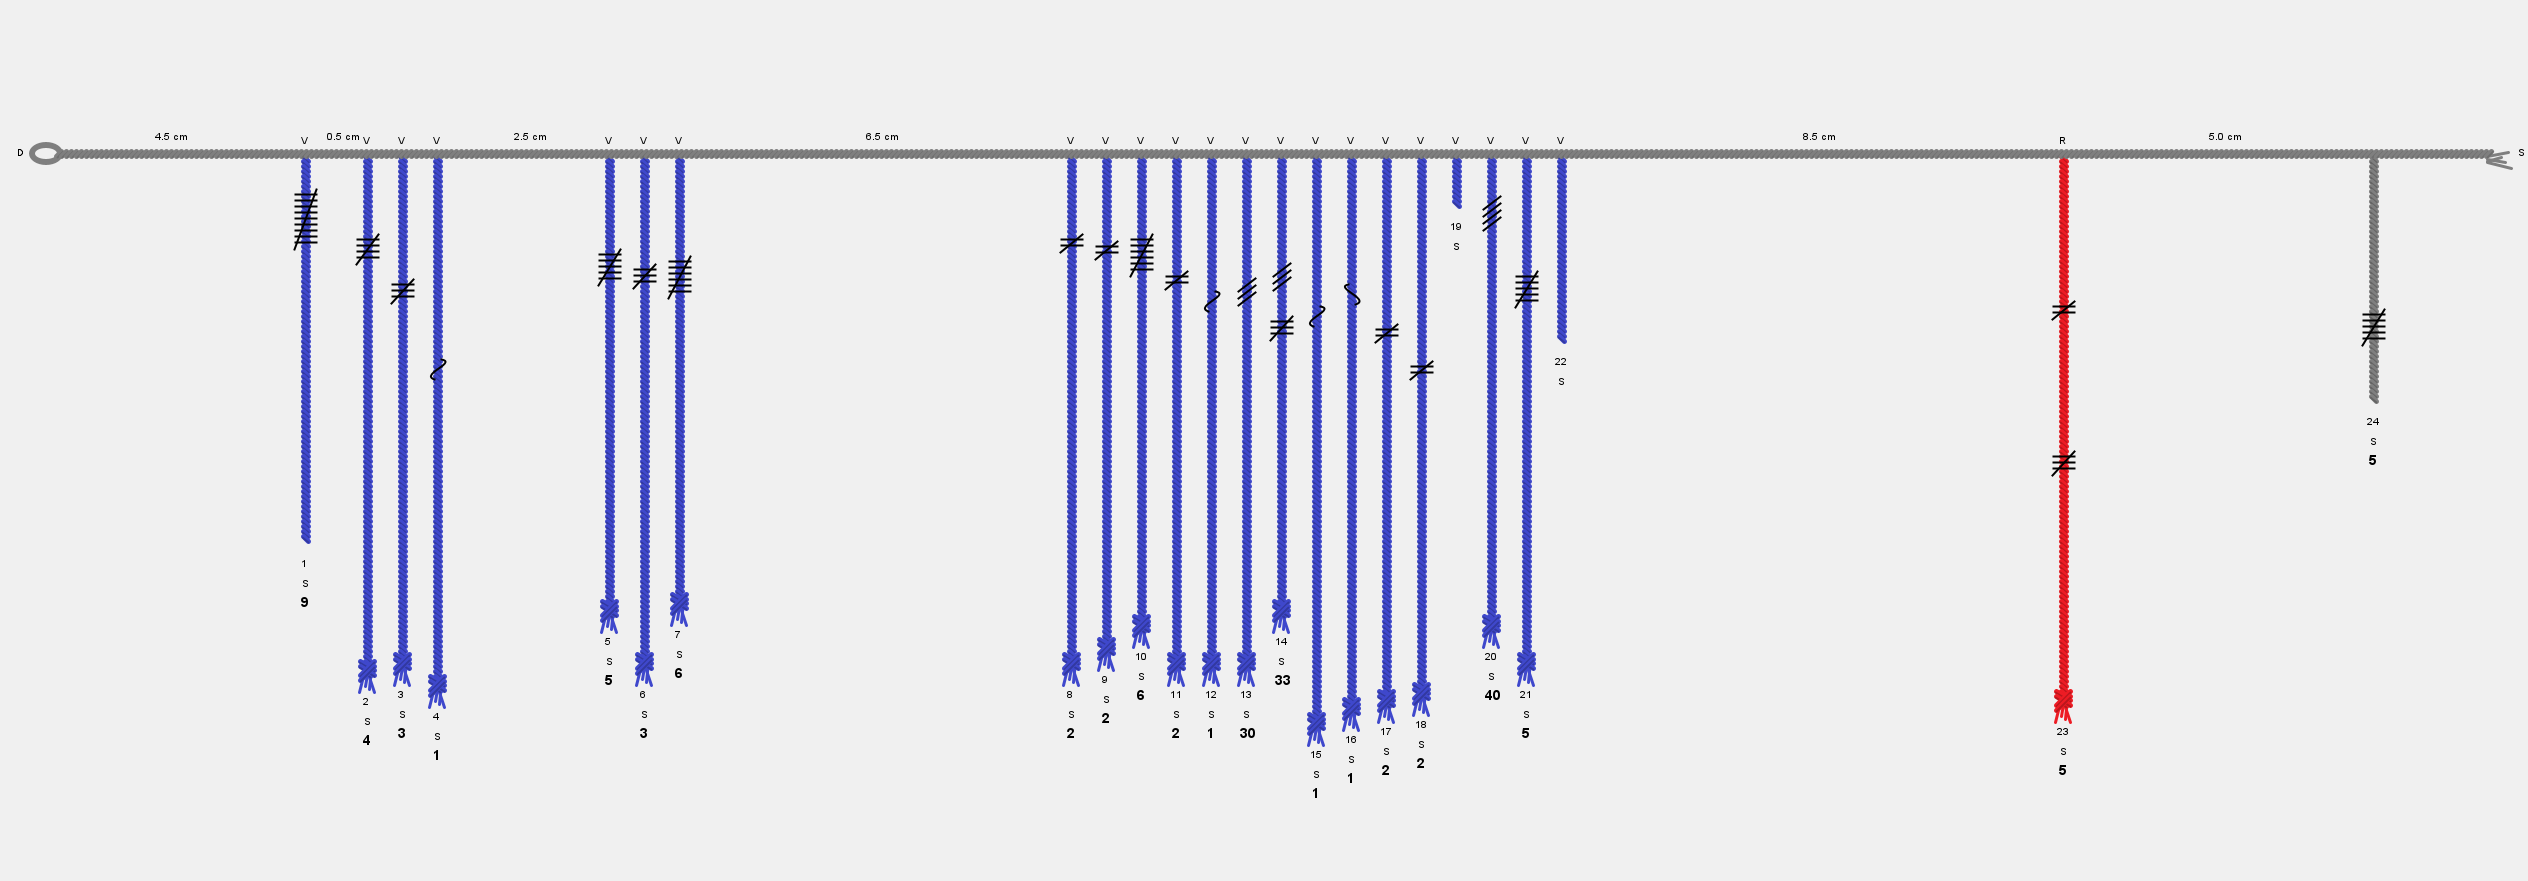 4.5 cm 0.5 cm 2.5 cm 6.5 cm 8.5 cm 5.0 cm
V V V V V V V V V V V V V V V V V V V V V V R
D S
19 S
22 S
24 S 5
1 S 9
5 S 5
7 S 6
14 S 33
10 S 6
20 S 40
9 S 2
3 S 3
6 S 3
8 S 2
11 S 2
12 S 1
13 S 30
21 S 5
2 S 4
4 S 1
18 S 2
17 S 2
23 S 5
16 S 1
15 S 1